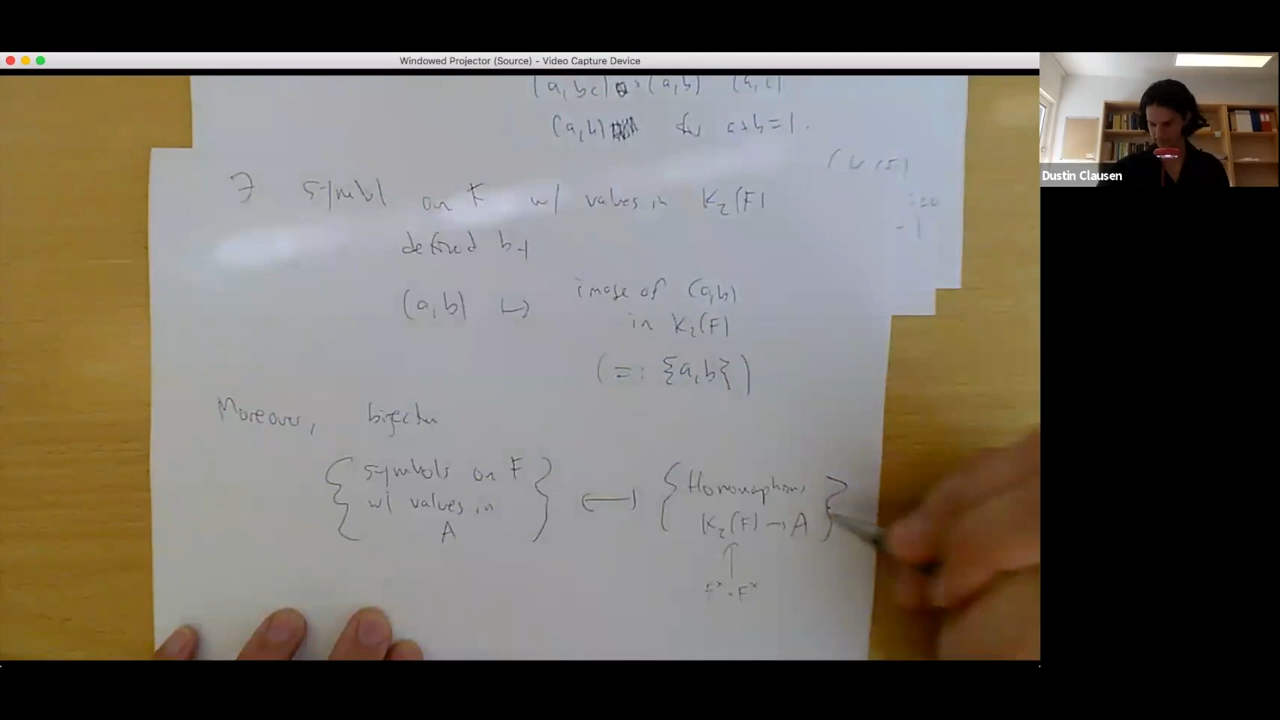 Windowed Projector (Source) - Video Capture Device
Dustin Clausen
(a, bc) (a, b) (a, c)
(a, b) for a+b=1.
∃ symbol on F w/ values in K₂(F)
defined by
(a, b) ↦ image of (a,b)
in K₂(F)
(=: {a, b})
Moreover, bijection
{ symbols on F w/ values in A } ⟷ { Homomorphisms K₂(F) → A }
↑
F^x · F^x